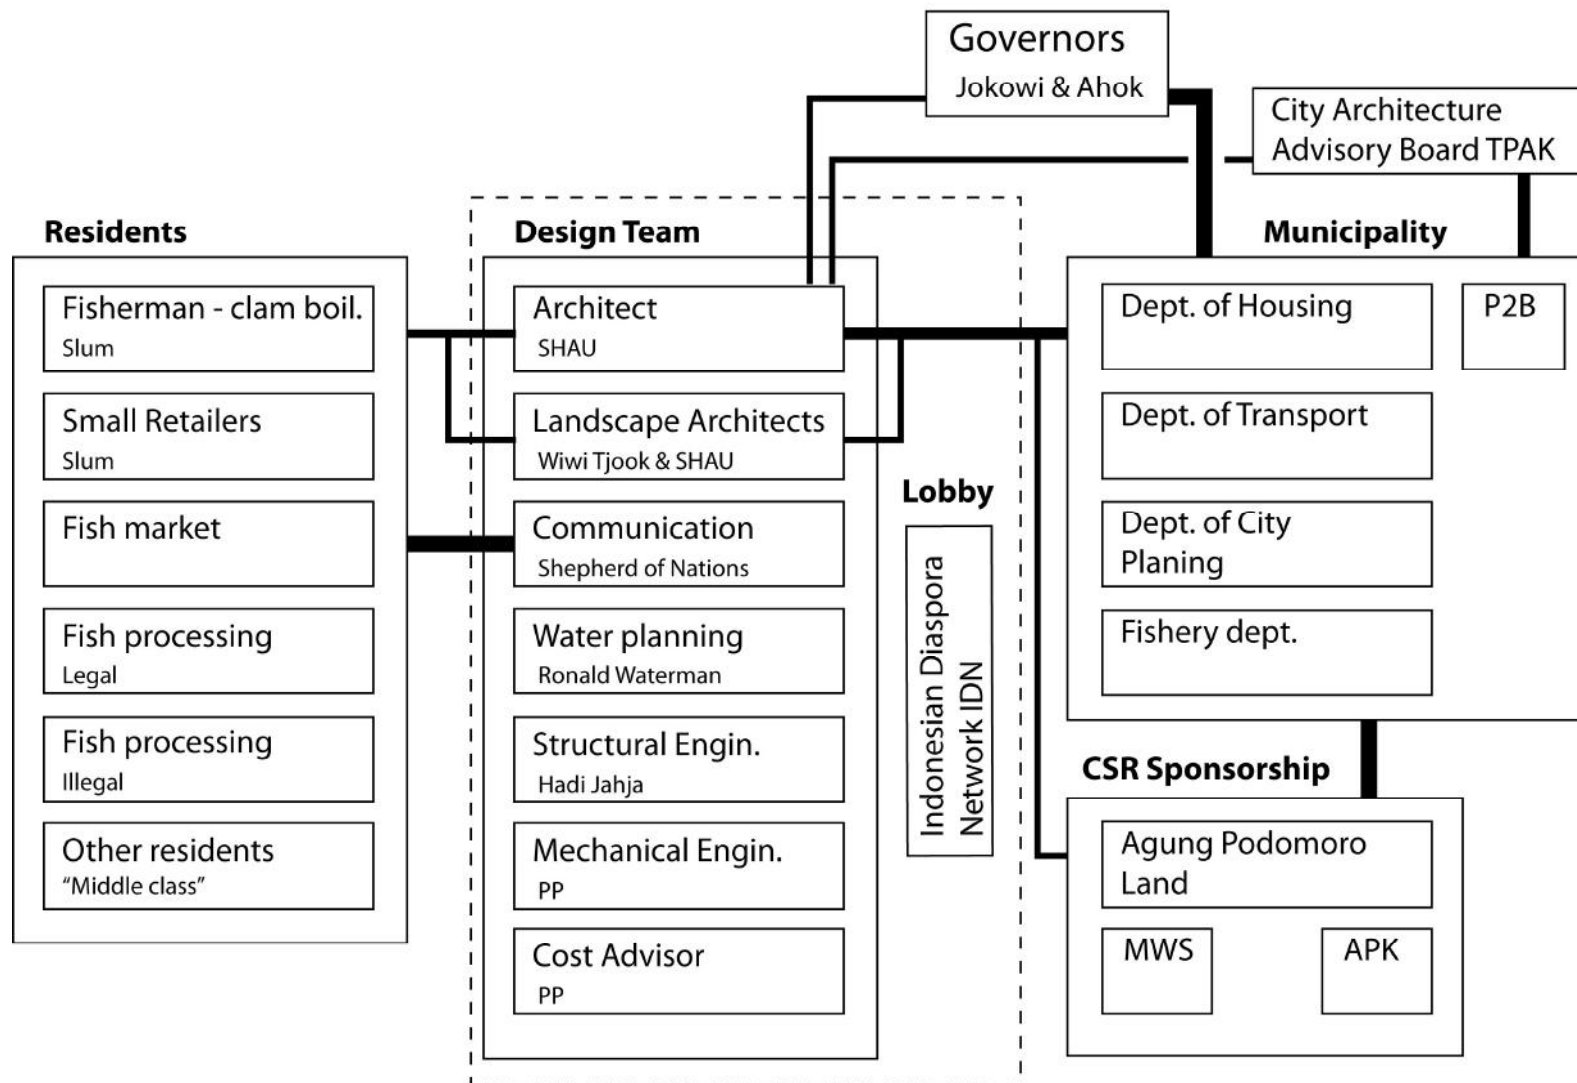 Governors
Jokowi & Ahok
City Architecture
Advisory Board TPAK
Residents
Fisherman - clam boil.
Slum
Small Retailers
Slum
Fish market
Fish processing
Legal
Fish processing
Illegal
Other residents
“Middle class”
Design Team
Architect
SHAU
Landscape Architects
Wiwi Tjook & SHAU
Communication
Shepherd of Nations
Water planning
Ronald Waterman
Structural Engin.
Hadi Jahja
Mechanical Engin.
PP
Cost Advisor
PP
Lobby
Indonesian Diaspora
Network IDN
Municipality
Dept. of Housing
P2B
Dept. of Transport
Dept. of City
Planing
Fishery dept.
CSR Sponsorship
Agung Podomoro
Land
MWS
APK